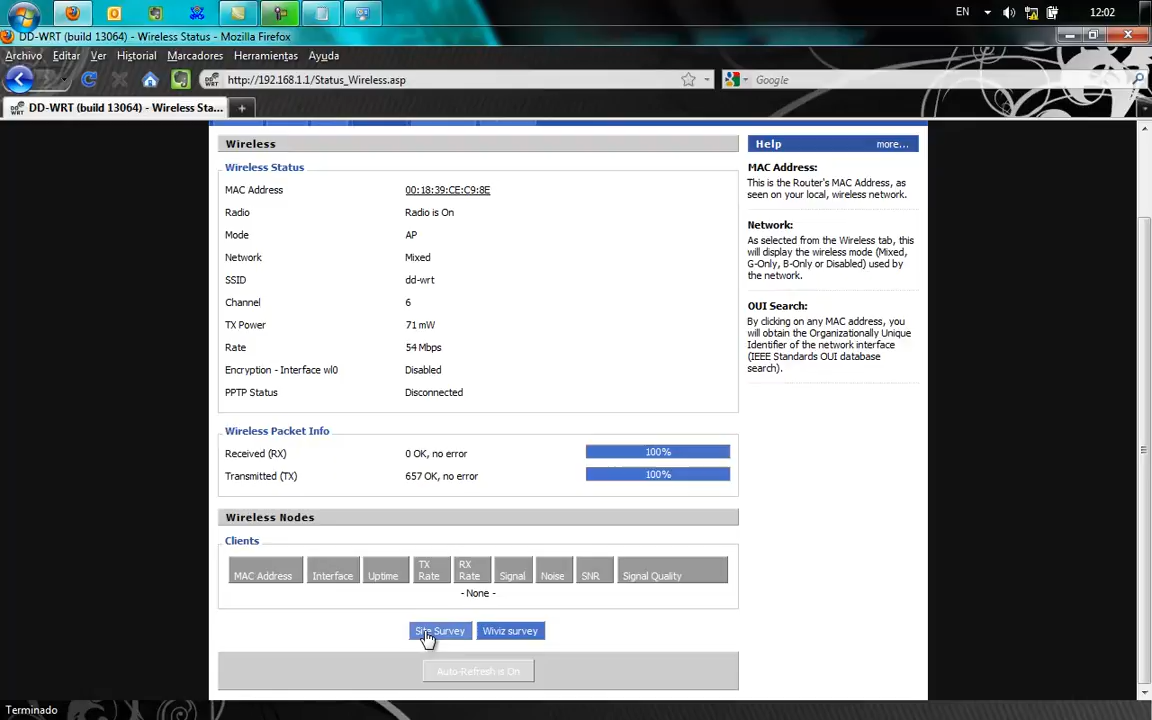 EN
12:02
DD-WRT (build 13064) - Wireless Status - Mozilla Firefox
Archivo Editar Ver Historial Marcadores Herramientas Ayuda
http://192.168.1.1/Status_Wireless.asp
Google
DD-WRT (build 13064) - Wireless Sta...
Wireless
Wireless Status
MAC Address 00:18:39:CE:C9:8E
Radio Radio is On
Mode AP
Network Mixed
SSID dd-wrt
Channel 6
TX Power 71 mW
Rate 54 Mbps
Encryption - Interface wl0 Disabled
PPTP Status Disconnected
Wireless Packet Info
Received (RX) 0 OK, no error 100%
Transmitted (TX) 657 OK, no error 100%
Wireless Nodes
Clients
MAC Address Interface Uptime TX Rate RX Rate Signal Noise SNR Signal Quality
- None -
Site Survey Wiviz survey
Auto-Refresh is On
Help more...
MAC Address:
This is the Router's MAC Address, as
seen on your local, wireless network.
Network:
As selected from the Wireless tab, this
will display the wireless mode (Mixed,
G-Only, B-Only or Disabled) used by
the network.
OUI Search:
By clicking on any MAC address, you
will obtain the Organizationally Unique
Identifier of the network interface
(IEEE Standards OUI database
search).
Terminado